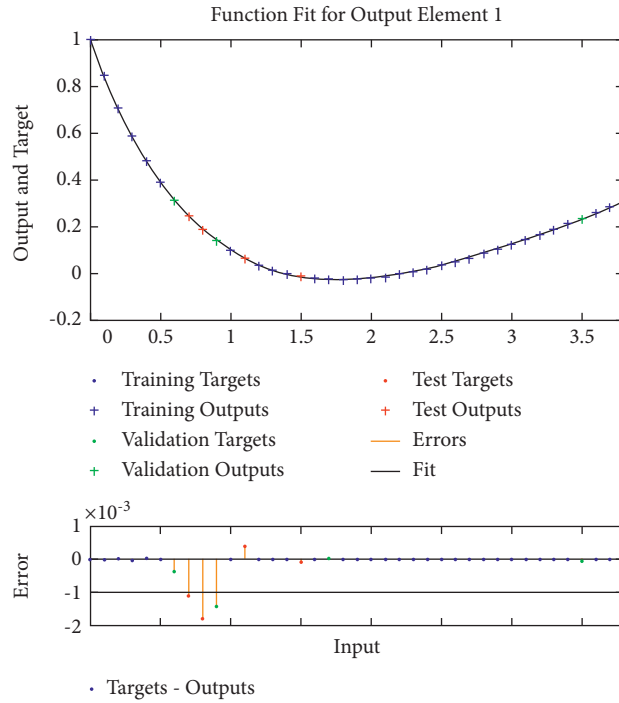 Function Fit for Output Element 1
Output and Target
1
0.8
0.6
0.4
0.2
0
-0.2
0 0.5 1 1.5 2 2.5 3 3.5
Training Targets
Training Outputs
Validation Targets
Validation Outputs
Test Targets
Test Outputs
Errors
Fit
×10-3
Error
1
0
-1
-2
Input
Targets - Outputs